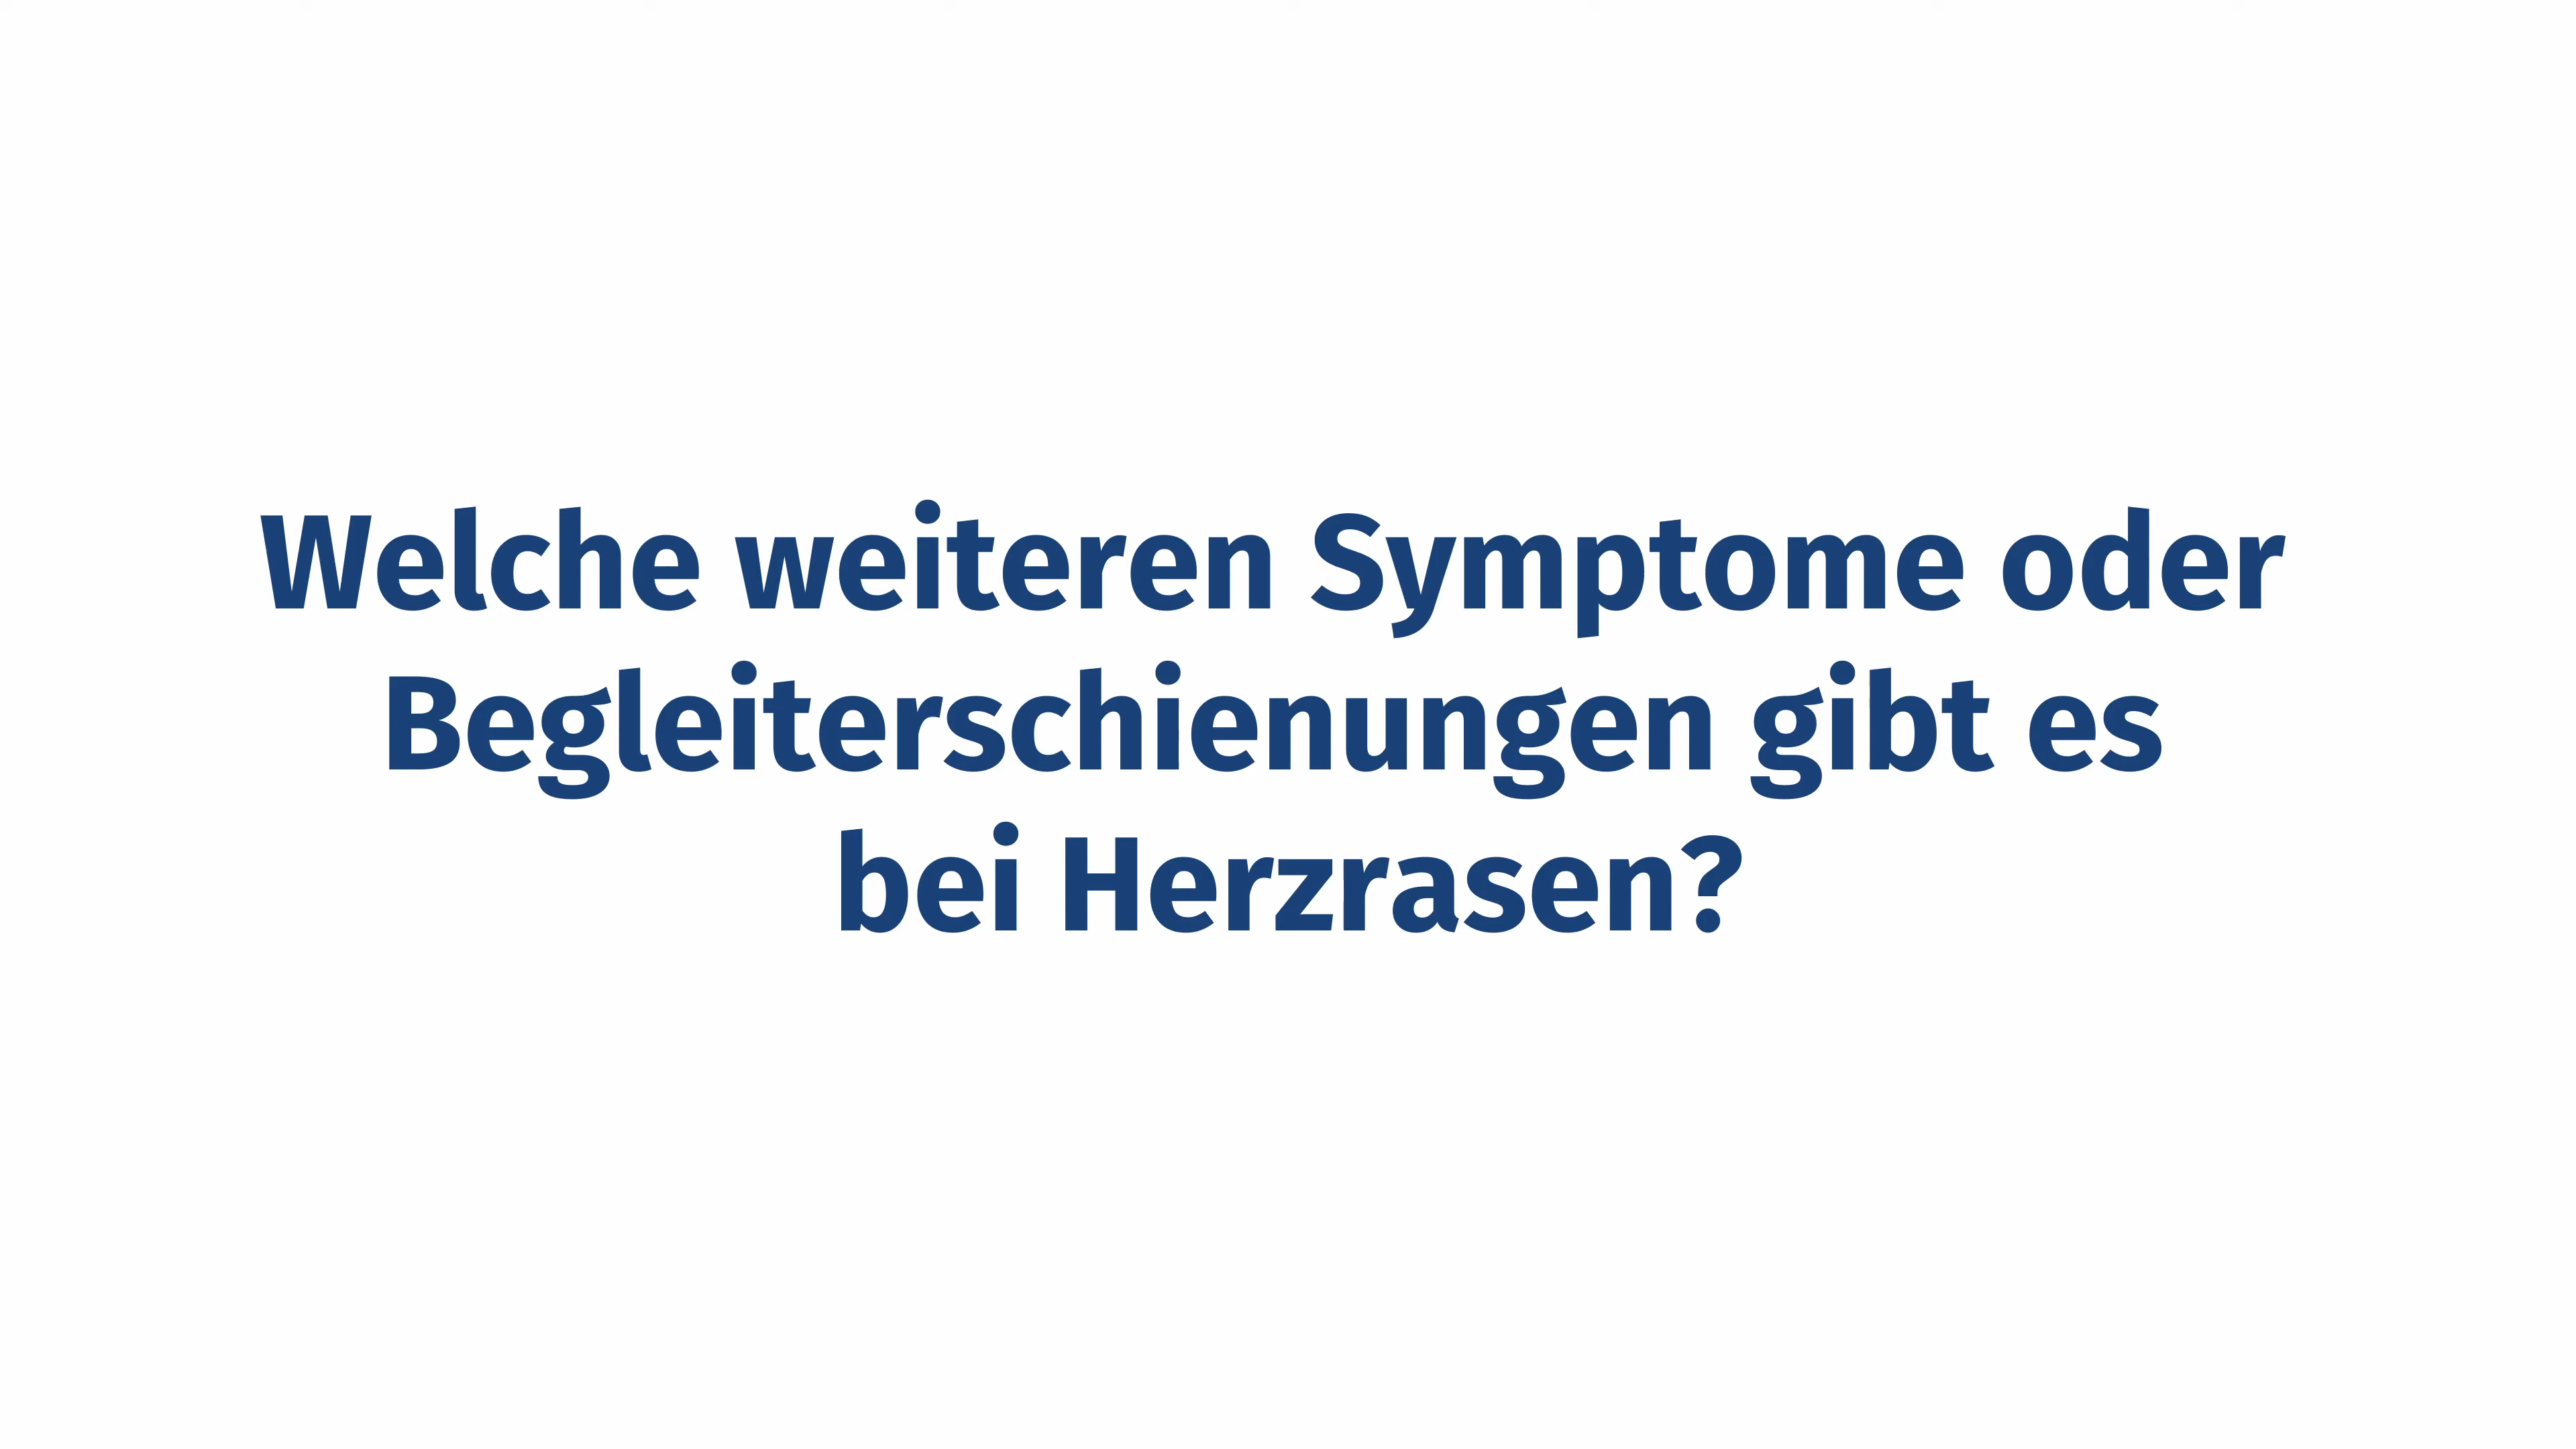 Welche weiteren Symptome oder
Begleiterschienungen gibt es
bei Herzrasen?